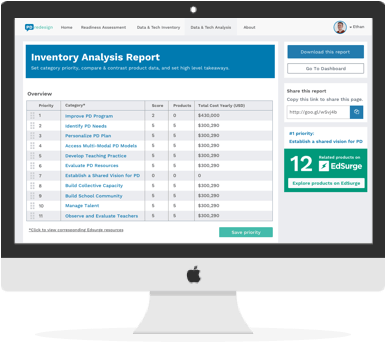 PD redesign
Home
Readiness Assessment
Data & Tech Inventory
Data & Tech Analysis
About
Ethan
Inventory Analysis Report
Set category priority, compare & contrast product data, and set high level takeaways.
Download this report
Go To Dashboard
Overview
Priority Category* Score Products Total Cost Yearly (USD)
1 Improve PD Program 2 0 $430,000
2 Identify PD Needs 5 5 $300,290
3 Personalize PD Plan 5 5 $300,290
4 Access Multi-Modal PD Models 5 5 $300,290
5 Develop Teaching Practice 5 5 $300,290
6 Evaluate PD Resources 5 5 $300,290
7 Establish a Shared Vision for PD 0 0 0
8 Build Collective Capacity 5 5 $300,290
9 Build School Community 5 5 $300,290
10 Manage Talent 5 5 $300,290
11 Observe and Evaluate Teachers 5 5 $300,290
*Click to view corresponding Edsurge resources
Save priority
Share this report
Copy this link to share this page.
#1 priority:
Establish a shared vision for PD
12 Related products on
EdSurge
Explore products on EdSurge